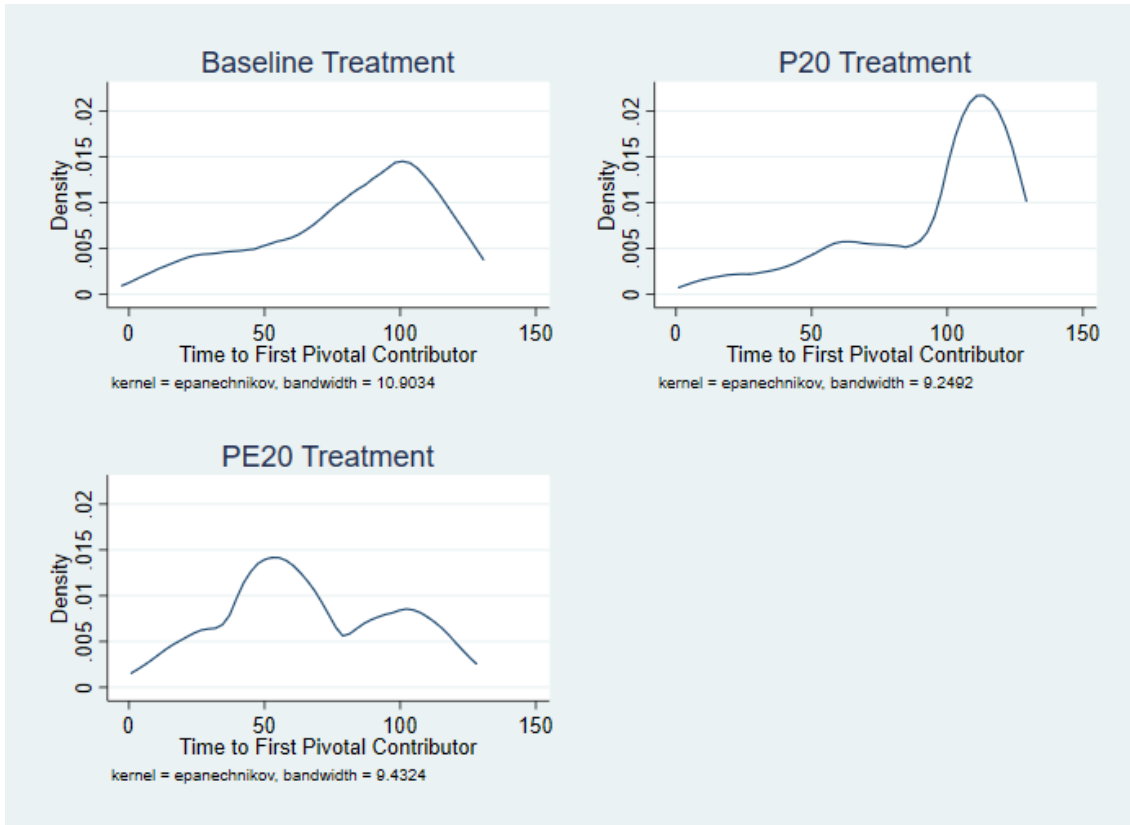 Baseline Treatment
Density
0 .005 .01 .015 .02
0 50 100 150
Time to First Pivotal Contributor
kernel = epanechnikov, bandwidth = 10.9034
P20 Treatment
Density
0 .005 .01 .015 .02
0 50 100 150
Time to First Pivotal Contributor
kernel = epanechnikov, bandwidth = 9.2492
PE20 Treatment
Density
0 .005 .01 .015 .02
0 50 100 150
Time to First Pivotal Contributor
kernel = epanechnikov, bandwidth = 9.4324